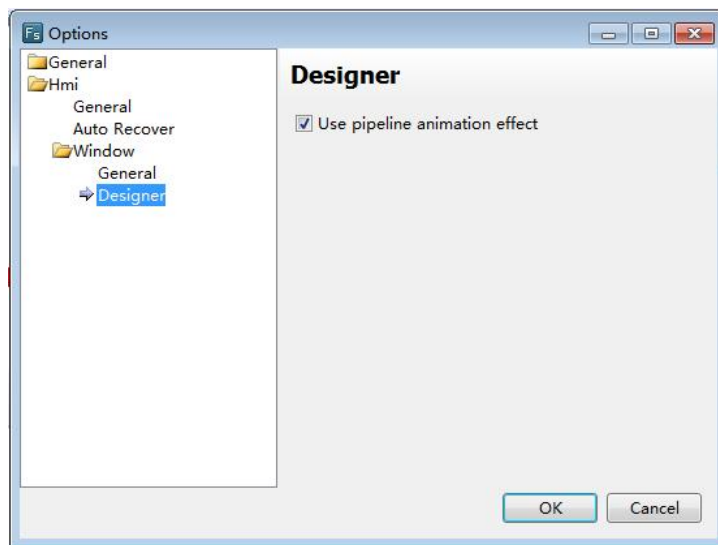 Fs Options
General
Hmi
General
Auto Recover
Window
General
Designer
Designer
Use pipeline animation effect
OK
Cancel